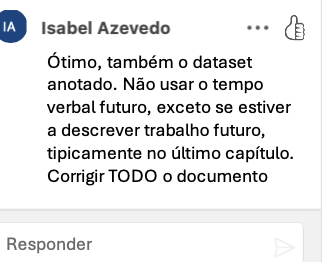 IA
Isabel Azevedo
Ótimo, também o dataset
anotado. Não usar o tempo
verbal futuro, exceto se estiver
a descrever trabalho futuro,
tipicamente no último capítulo.
Corrigir TODO o documento
Responder